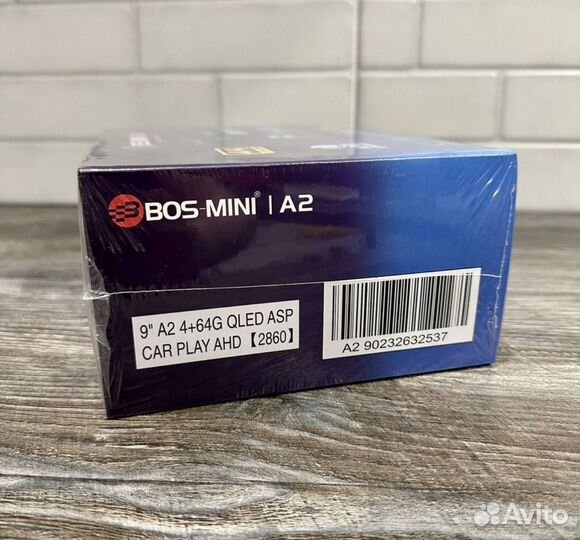 BOS-MINI® | A2
9" A2 4+64G QLED ASP
CAR PLAY AHD【2860】
A2 90232632537
Avito